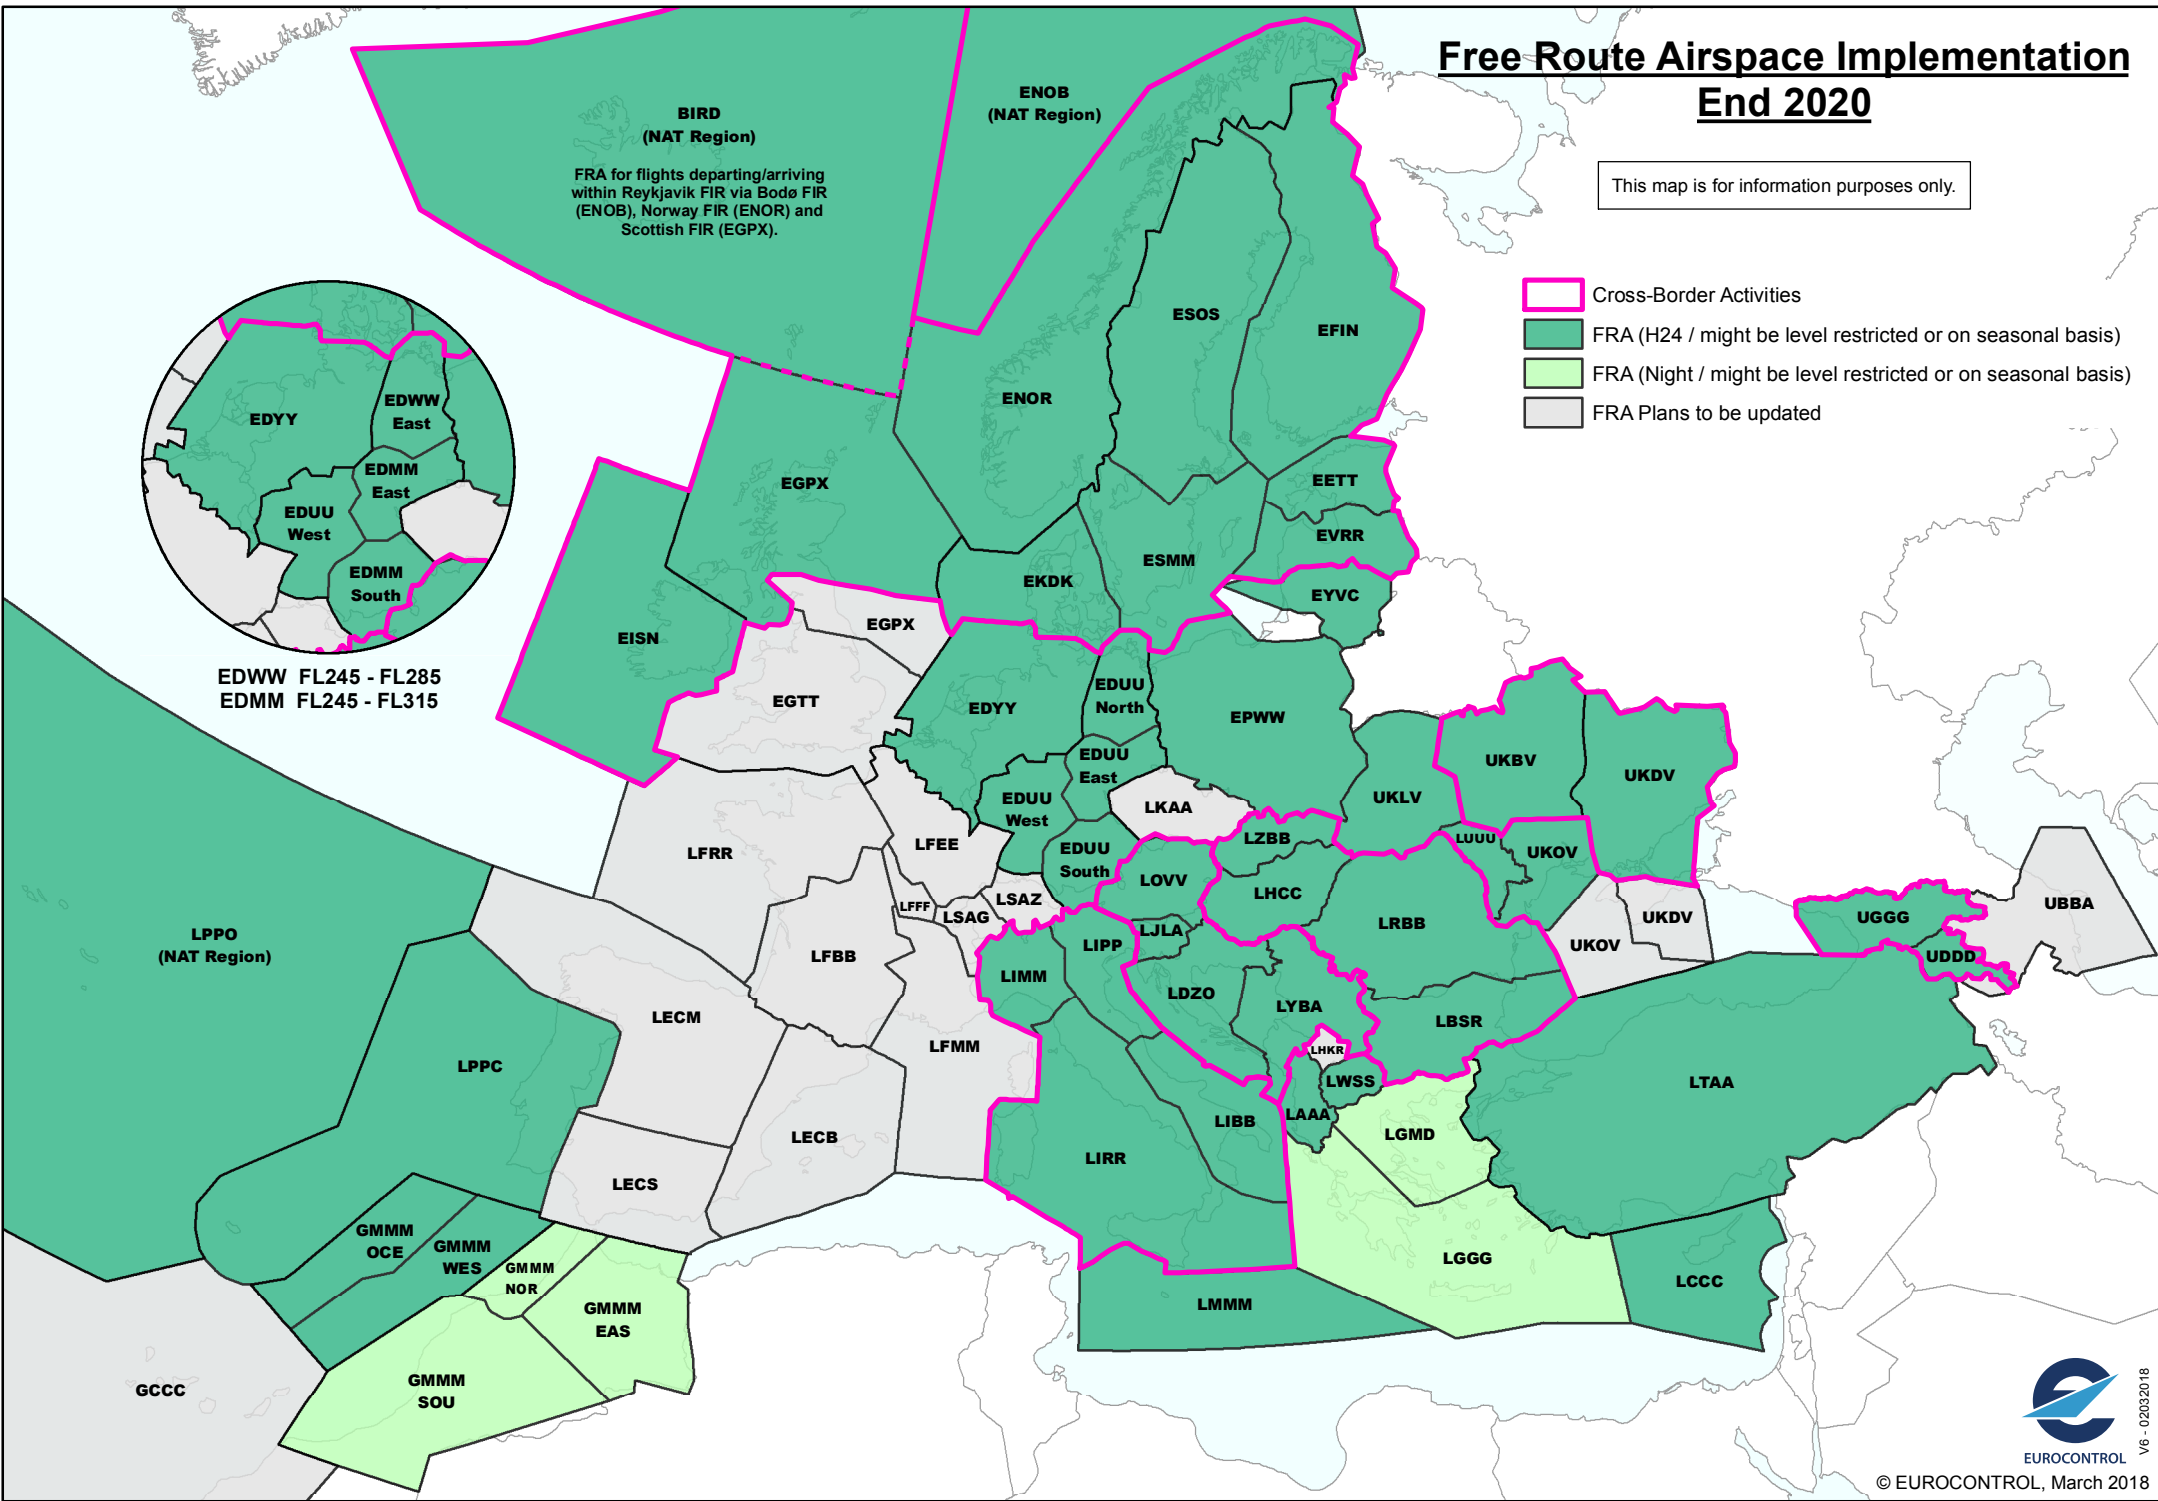 Free Route Airspace Implementation
End 2020
This map is for information purposes only.
Cross-Border Activities
FRA (H24 / might be level restricted or on seasonal basis)
FRA (Night / might be level restricted or on seasonal basis)
FRA Plans to be updated
BIRD
(NAT Region)
FRA for flights departing/arriving
within Reykjavik FIR via Bodø FIR
(ENOB), Norway FIR (ENOR) and
Scottish FIR (EGPX).
ENOB
(NAT Region)
ESOS
EFIN
ENOR
EGPX
EETT
EVRR
ESMM
EKDK
EYVC
EISN
EGPX
EGTT
EDYY
EDWW
East
EDMM
East
EDUU
West
EDMM
South
EDWW FL245 - FL285
EDMM FL245 - FL315
EDYY
EDUU
North
EDUU
East
EDUU
West
EDUU
South
EPWW
LKAA
UKLV
UKBV
UKDV
LZBB
LUUU
UKOV
LFRR
LFEE
LOVV
LHCC
LFFF
LSAG
LSAZ
LRBB
UKOV
UKDV
UGGG
UBBA
UDDD
LPPO
(NAT Region)
LFBB
LIMM
LIPP
LJLA
LDZO
LYBA
LBSR
LECM
LFMM
LHKR
LWSS
LAAA
LTAA
LPPC
LECB
LIBB
LGMD
LIRR
LECS
GMMM
OCE
GMMM
WES
GMMM
NOR
GMMM
EAS
GMMM
SOU
LGGG
LCCC
LMMM
GCCC
EUROCONTROL
V6 - 02032018
© EUROCONTROL, March 2018